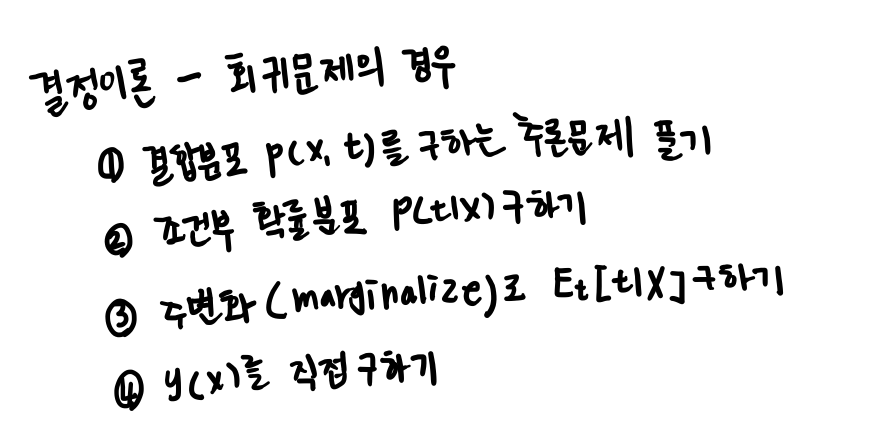 결정이론 - 회귀문제의 경우
① 결합분포 p(x, t)를 구하는 추론문제 풀기
② 조건부 확률분포 P(t|x) 구하기
③ 주변화 (marginalize)로 Et[t|X] 구하기
④ y(x)를 직접 구하기